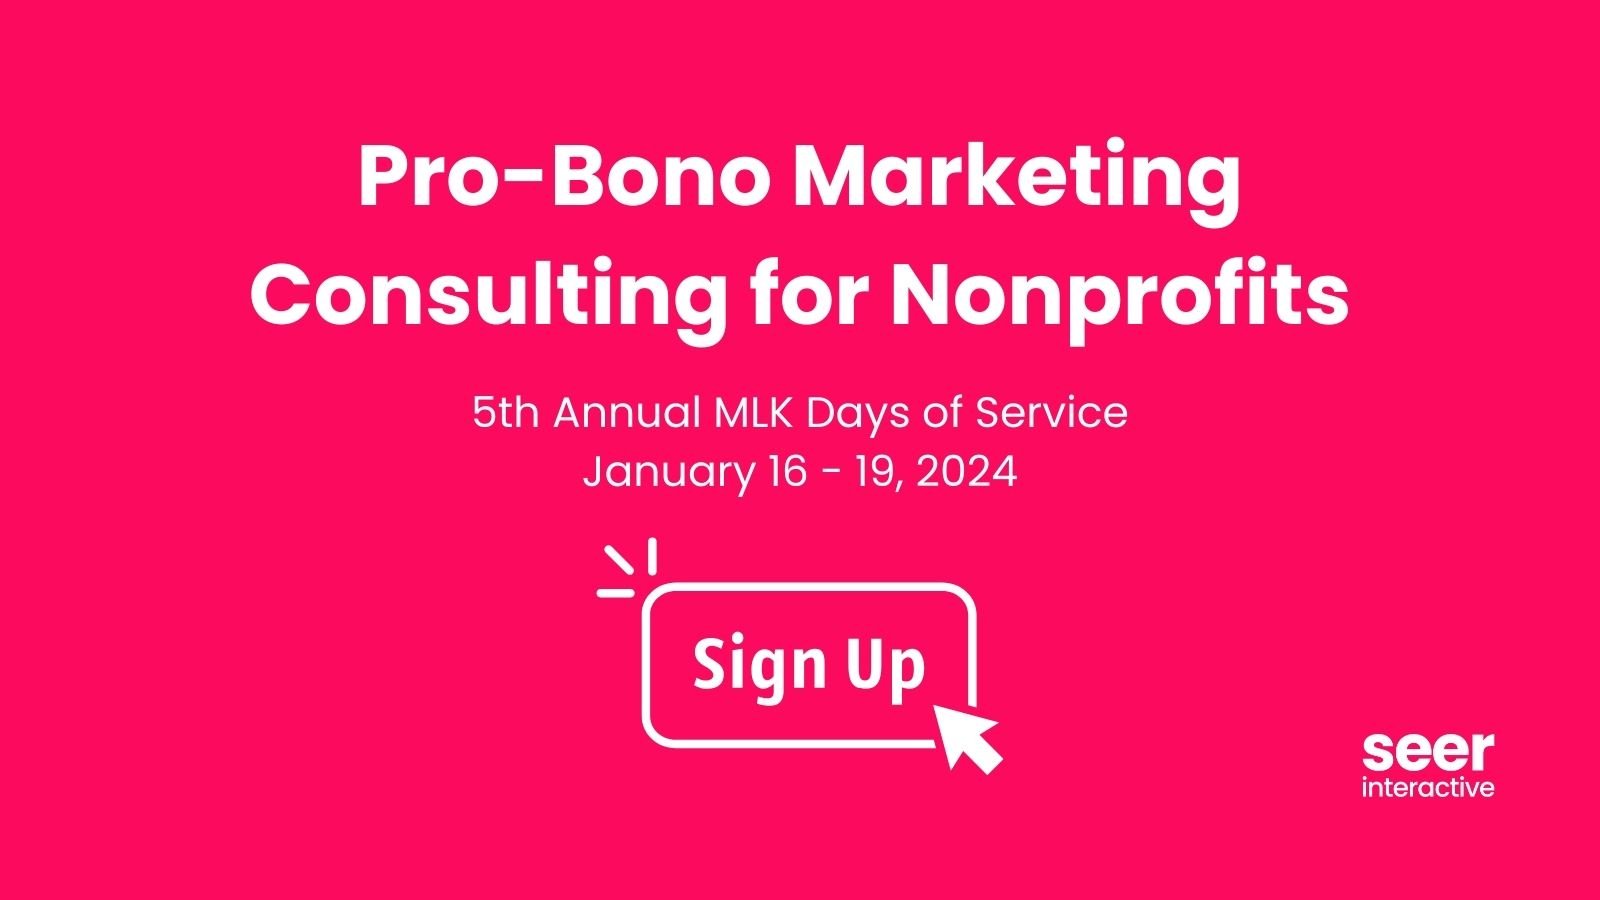 Pro-Bono Marketing
Consulting for Nonprofits
5th Annual MLK Days of Service
January 16 - 19, 2024
Sign Up
seer
interactive